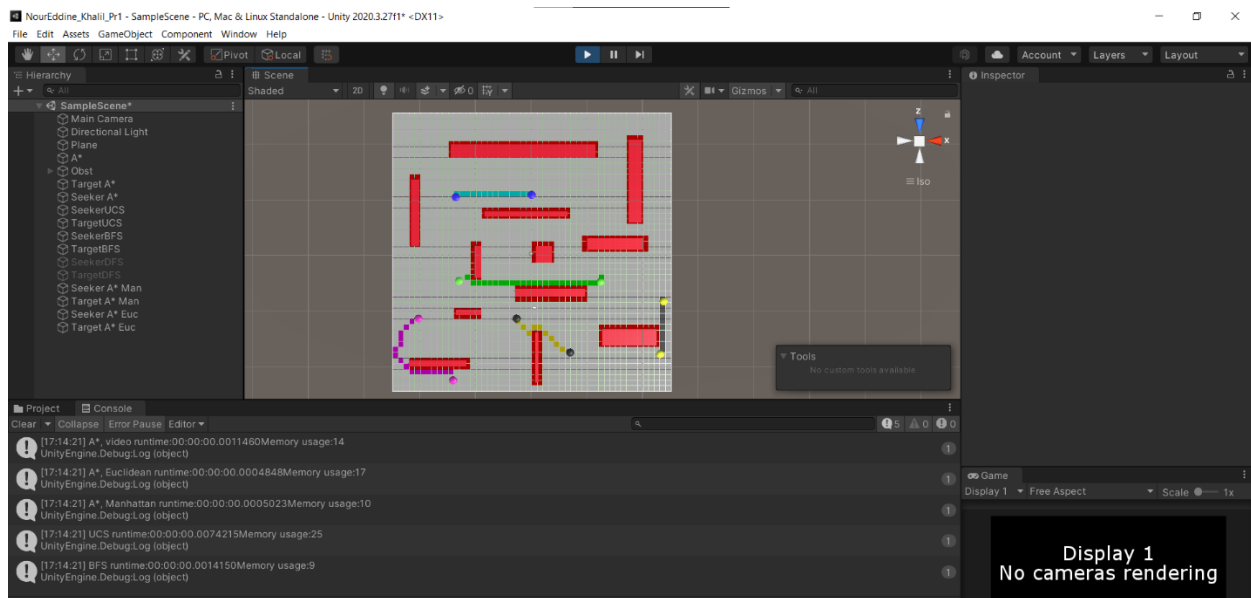 NourEddine_Khalil_Pr1 - SampleScene - PC, Mac & Linux Standalone - Unity 2020.3.27f1* <DX11>
File Edit Assets GameObject Component Window Help
Pivot Local Account Layers Layout
Hierarchy
All
SampleScene*
Main Camera
Directional Light
Plane
A*
Obst
Target A*
Seeker A*
SeekerUCS
TargetUCS
SeekerBFS
TargetBFS
SeekerDFS
TargetDFS
Seeker A* Man
Target A* Man
Seeker A* Euc
Target A* Euc
Scene
Shaded 2D 0 Gizmos All
z
x
Iso
Tools
No custom tools available
Inspector
Project Console
Clear Collapse Error Pause Editor 5 0 0
[17:14:21] A*, video runtime:00:00:00.0011460Memory usage:14
UnityEngine.Debug:Log (object)
1
[17:14:21] A*, Euclidean runtime:00:00:00.0004848Memory usage:17
UnityEngine.Debug:Log (object)
1
[17:14:21] A*, Manhattan runtime:00:00:00.0005023Memory usage:10
UnityEngine.Debug:Log (object)
1
[17:14:21] UCS runtime:00:00:00.0074215Memory usage:25
UnityEngine.Debug:Log (object)
1
[17:14:21] BFS runtime:00:00:00.0014150Memory usage:9
UnityEngine.Debug:Log (object)
1
Game
Display 1 Free Aspect Scale 1x
Display 1
No cameras rendering